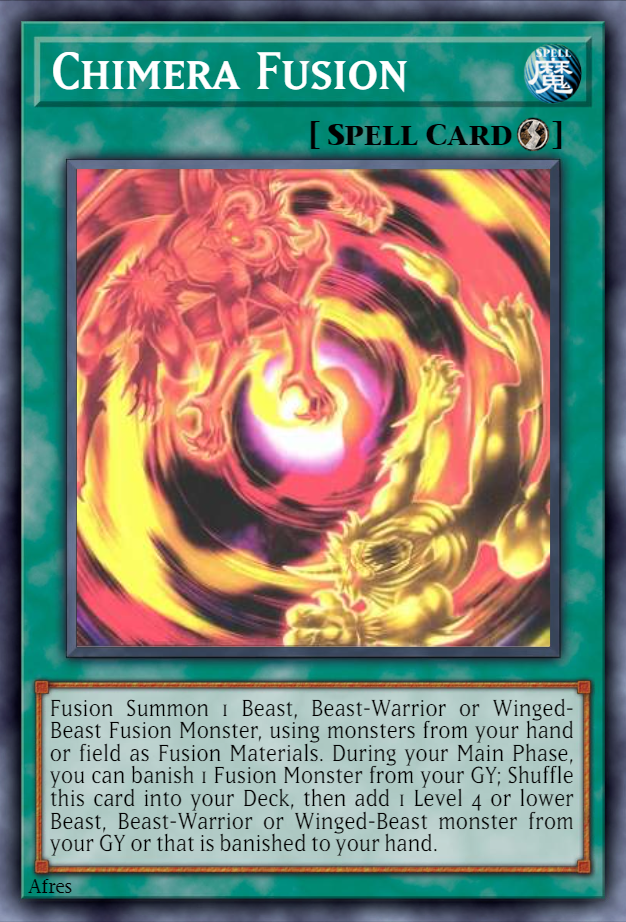 Chimera Fusion
SPELL
魔
[ Spell Card ]
Fusion Summon 1 Beast, Beast-Warrior or Winged-
Beast Fusion Monster, using monsters from your hand
or field as Fusion Materials. During your Main Phase,
you can banish 1 Fusion Monster from your GY; Shuffle
this card into your Deck, then add 1 Level 4 or lower
Beast, Beast-Warrior or Winged-Beast monster from
your GY or that is banished to your hand.
Afres